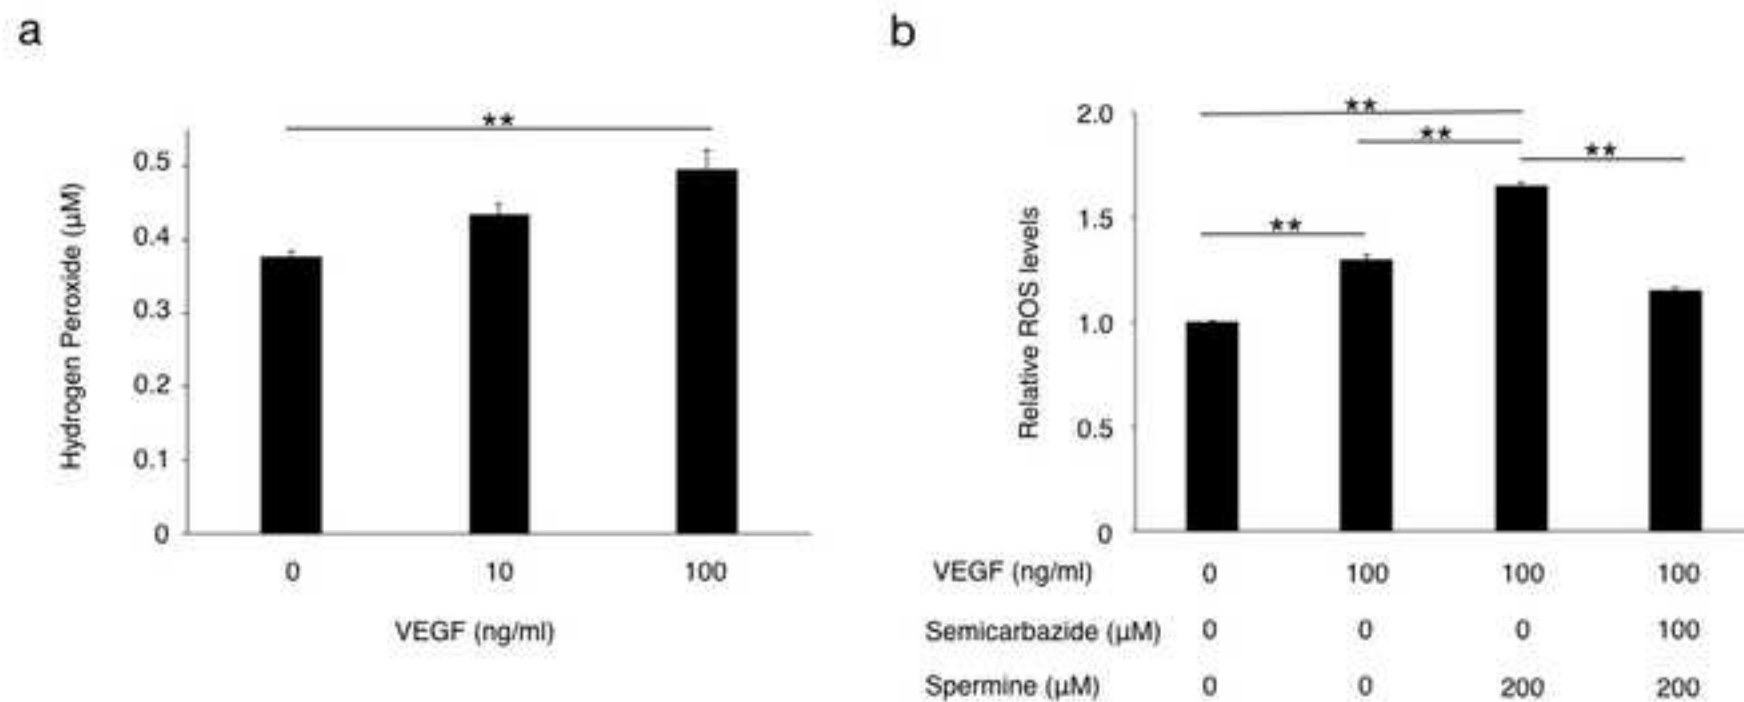 a
**
0.5
0.4
0.3
0.2
0.1
0
Hydrogen Peroxide (µM)
0 10 100
VEGF (ng/ml)
b
**
**
**
**
2.0
1.5
1.0
0.5
0
Relative ROS levels
VEGF (ng/ml) 0 100 100 100
Semicarbazide (µM) 0 0 0 100
Spermine (µM) 0 0 200 200